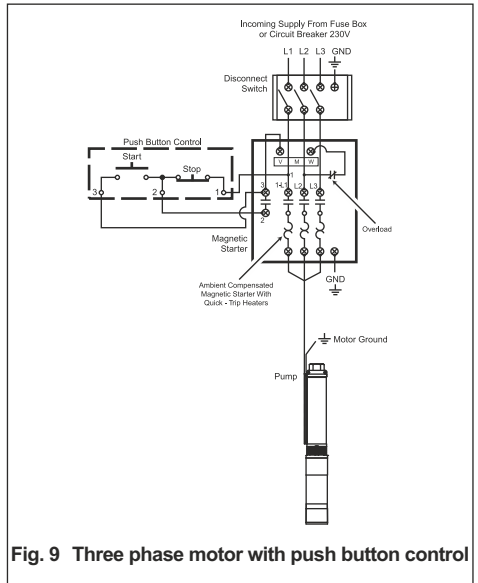 Incoming Supply From Fuse Box
or Circuit Breaker 230V
L1 L2 L3 GND
Disconnect
Switch
Push Button Control
Start
Stop
3 2 1
V M W
1
3 1-L1 L2 L3
2
Overload
Magnetic
Starter
GND
Ambient Compensated
Magnetic Starter With
Quick - Trip Heaters
Motor Ground
Pump
Fig. 9 Three phase motor with push button control